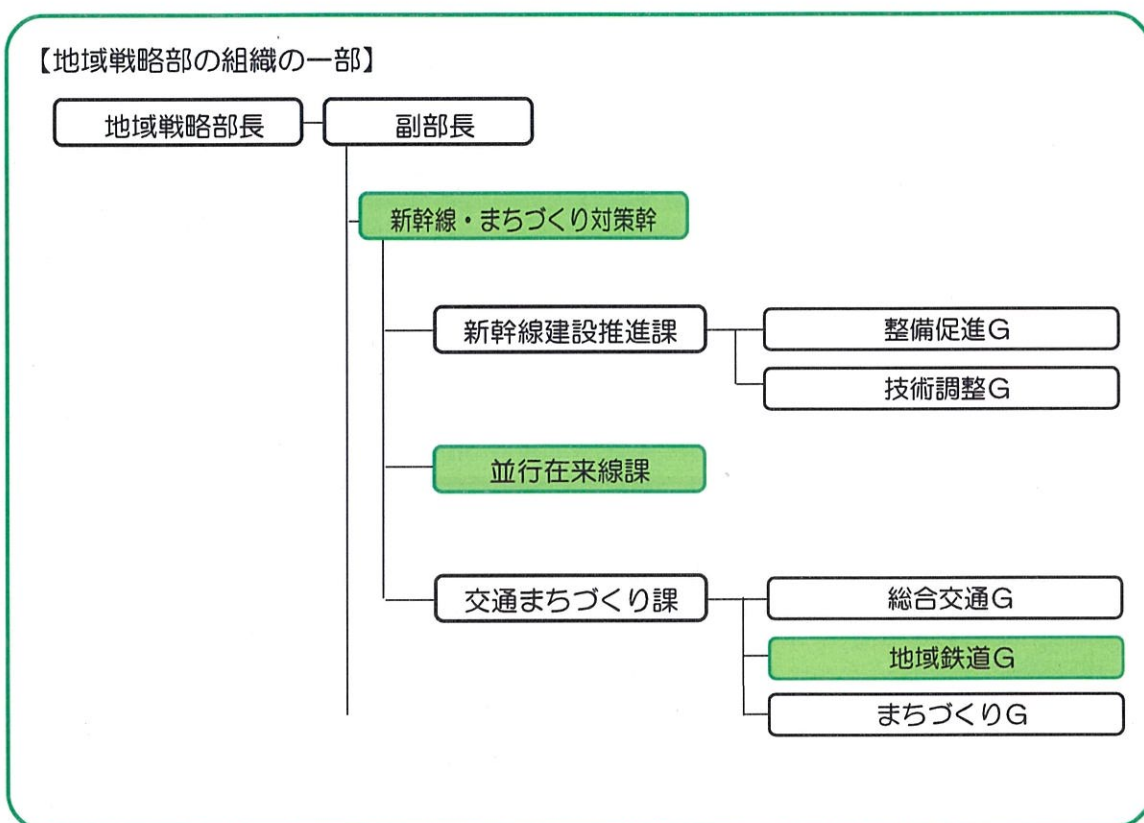 【地域戦略部の組織の一部】
地域戦略部長
副部長
新幹線・まちづくり対策幹
新幹線建設推進課
整備促進G
技術調整G
並行在来線課
交通まちづくり課
総合交通G
地域鉄道G
まちづくりG